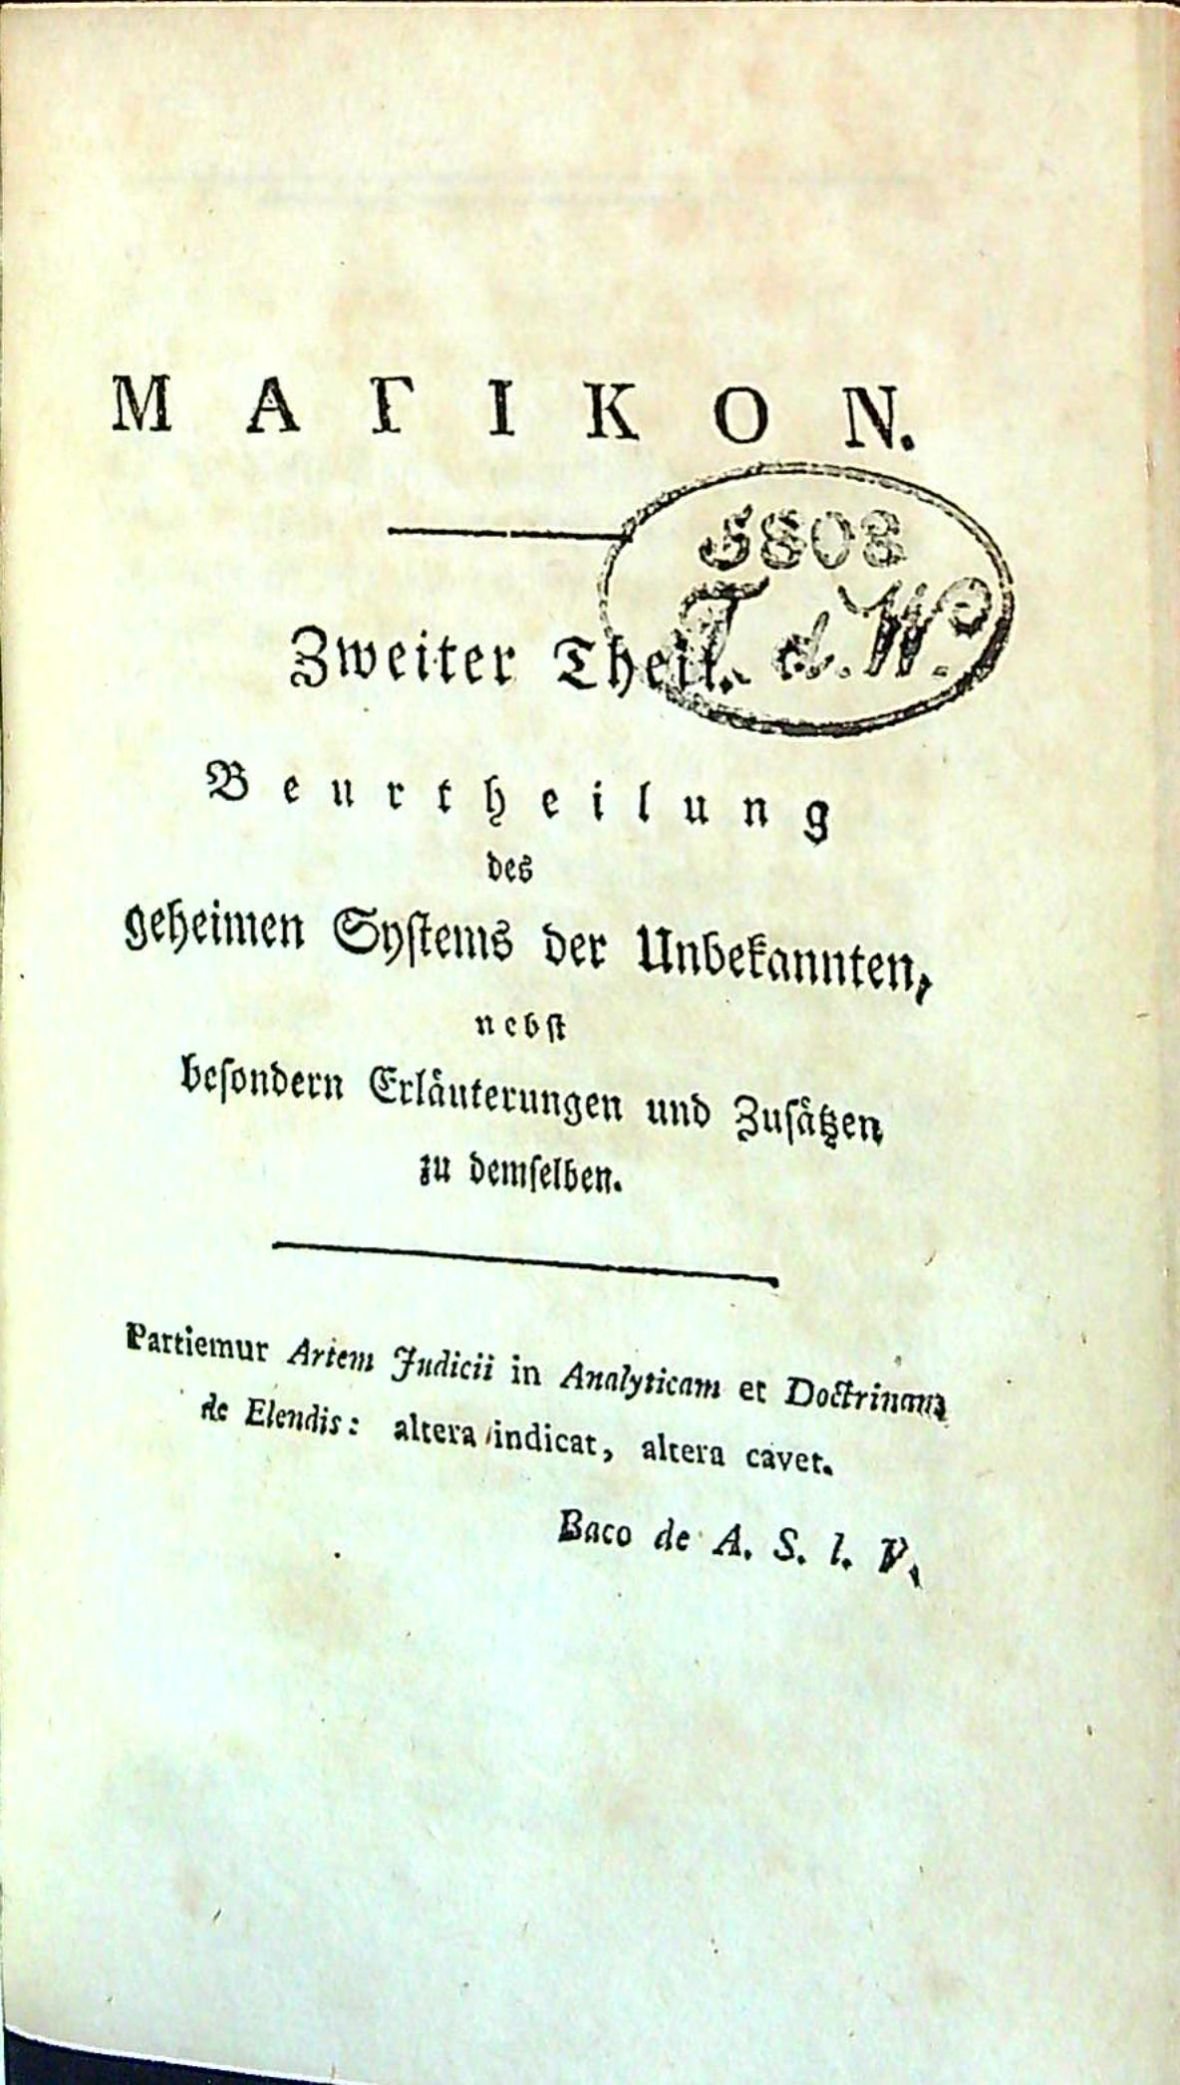 ΜΑΓΙΚΟΝ.
5808
T. d. W.
Zweiter Theil.
Beurtheilung
des
geheimen Syſtems der Unbekannten,
nebſt
beſondern Erläuterungen und Zuſätzen
zu demſelben.
Partiemur Artem Judicii in Analyticam et Doctrinam
de Elendis: altera indicat, altera cavet.
Baco de A. S. l. V.